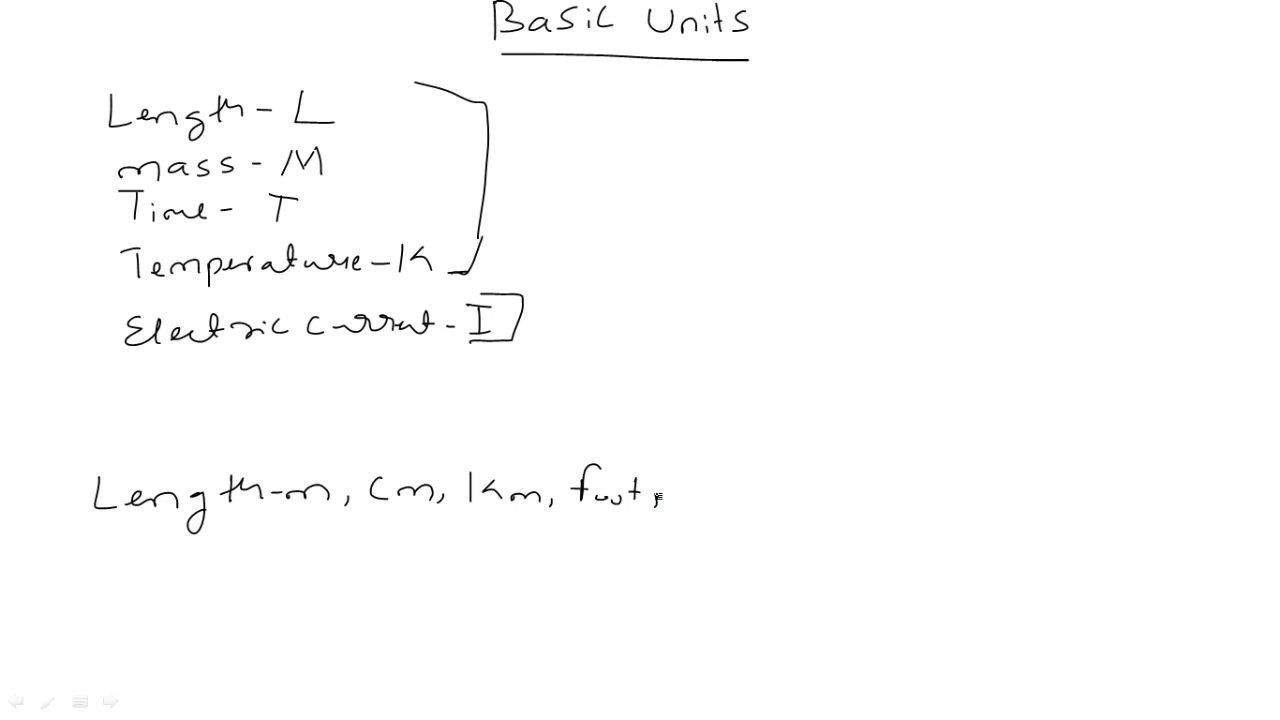 Basic Units
Length - L
mass - M
Time - T
Temperature - K
Electric current - I
Length - m, cm, km, foot,